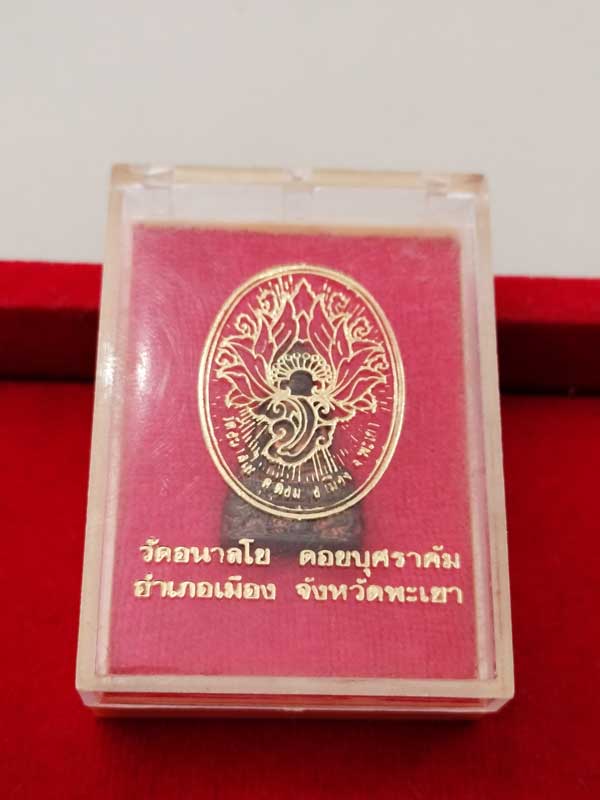 วัดอนาลโย ดอยบุศราคัม
อำเภอเมือง จังหวัดพะเยา